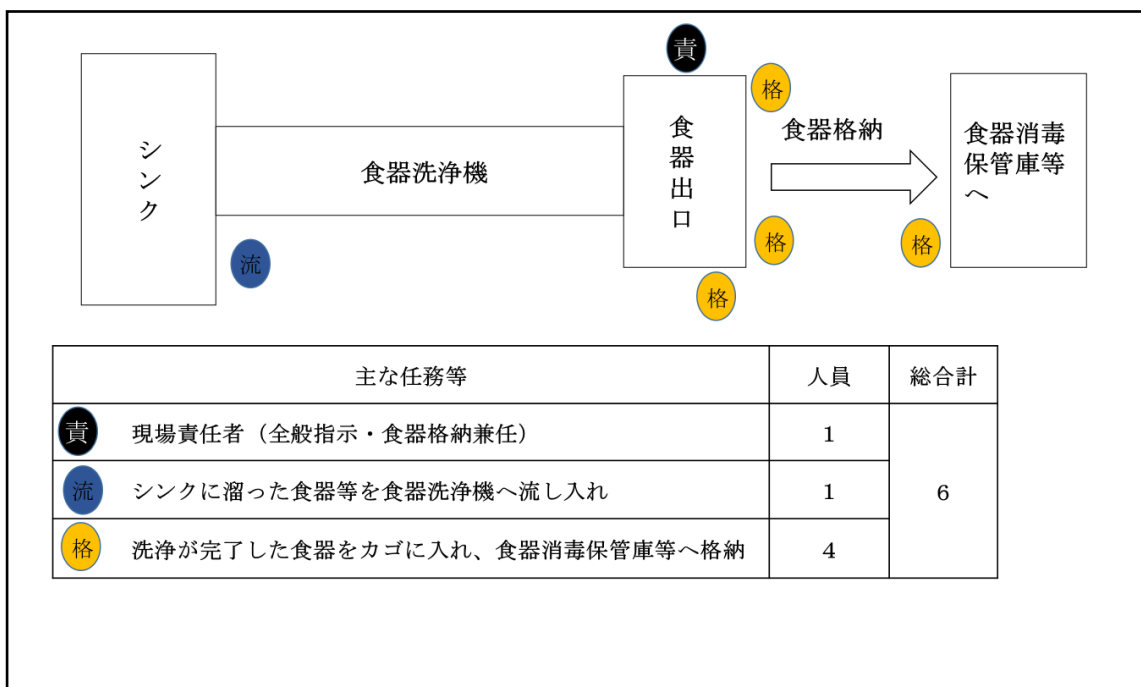 責
格
シンク
食器洗浄機
食器出口
食器格納
食器消毒
保管庫等
へ
流
格
格
格
主な任務等
人員
総合計
責
現場責任者（全般指示・食器格納兼任）
1
流
シンクに溜った食器等を食器洗浄機へ流し入れ
1
6
格
洗浄が完了した食器をカゴに入れ、食器消毒保管庫等へ格納
4